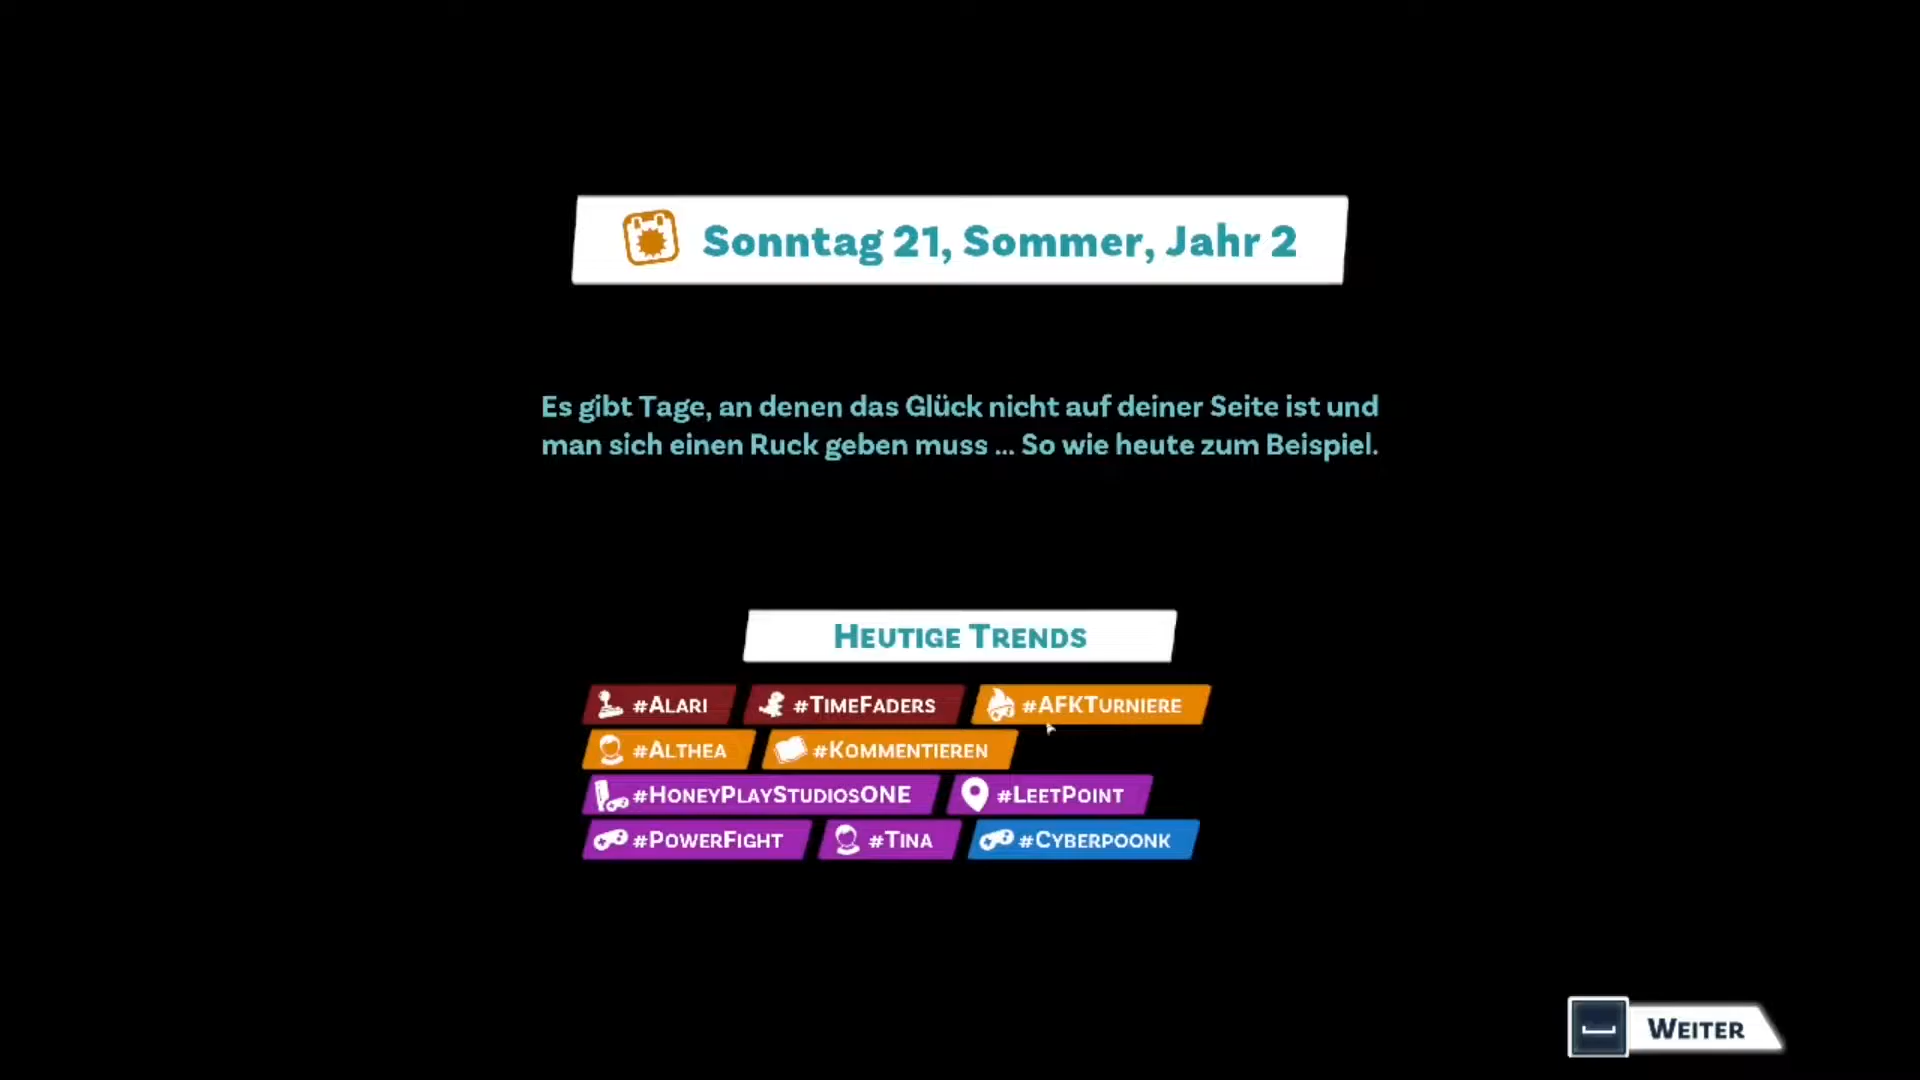 Sonntag 21, Sommer, Jahr 2
Es gibt Tage, an denen das Glück nicht auf deiner Seite ist und
man sich einen Ruck geben muss ... So wie heute zum Beispiel.
Heutige Trends
#Alari #TimeFaders #AFKTurniere
#Althea #Kommentieren
#HoneyPlayStudiosONE #LeetPoint
#PowerFight #Tina #Cyberpoonk
Weiter